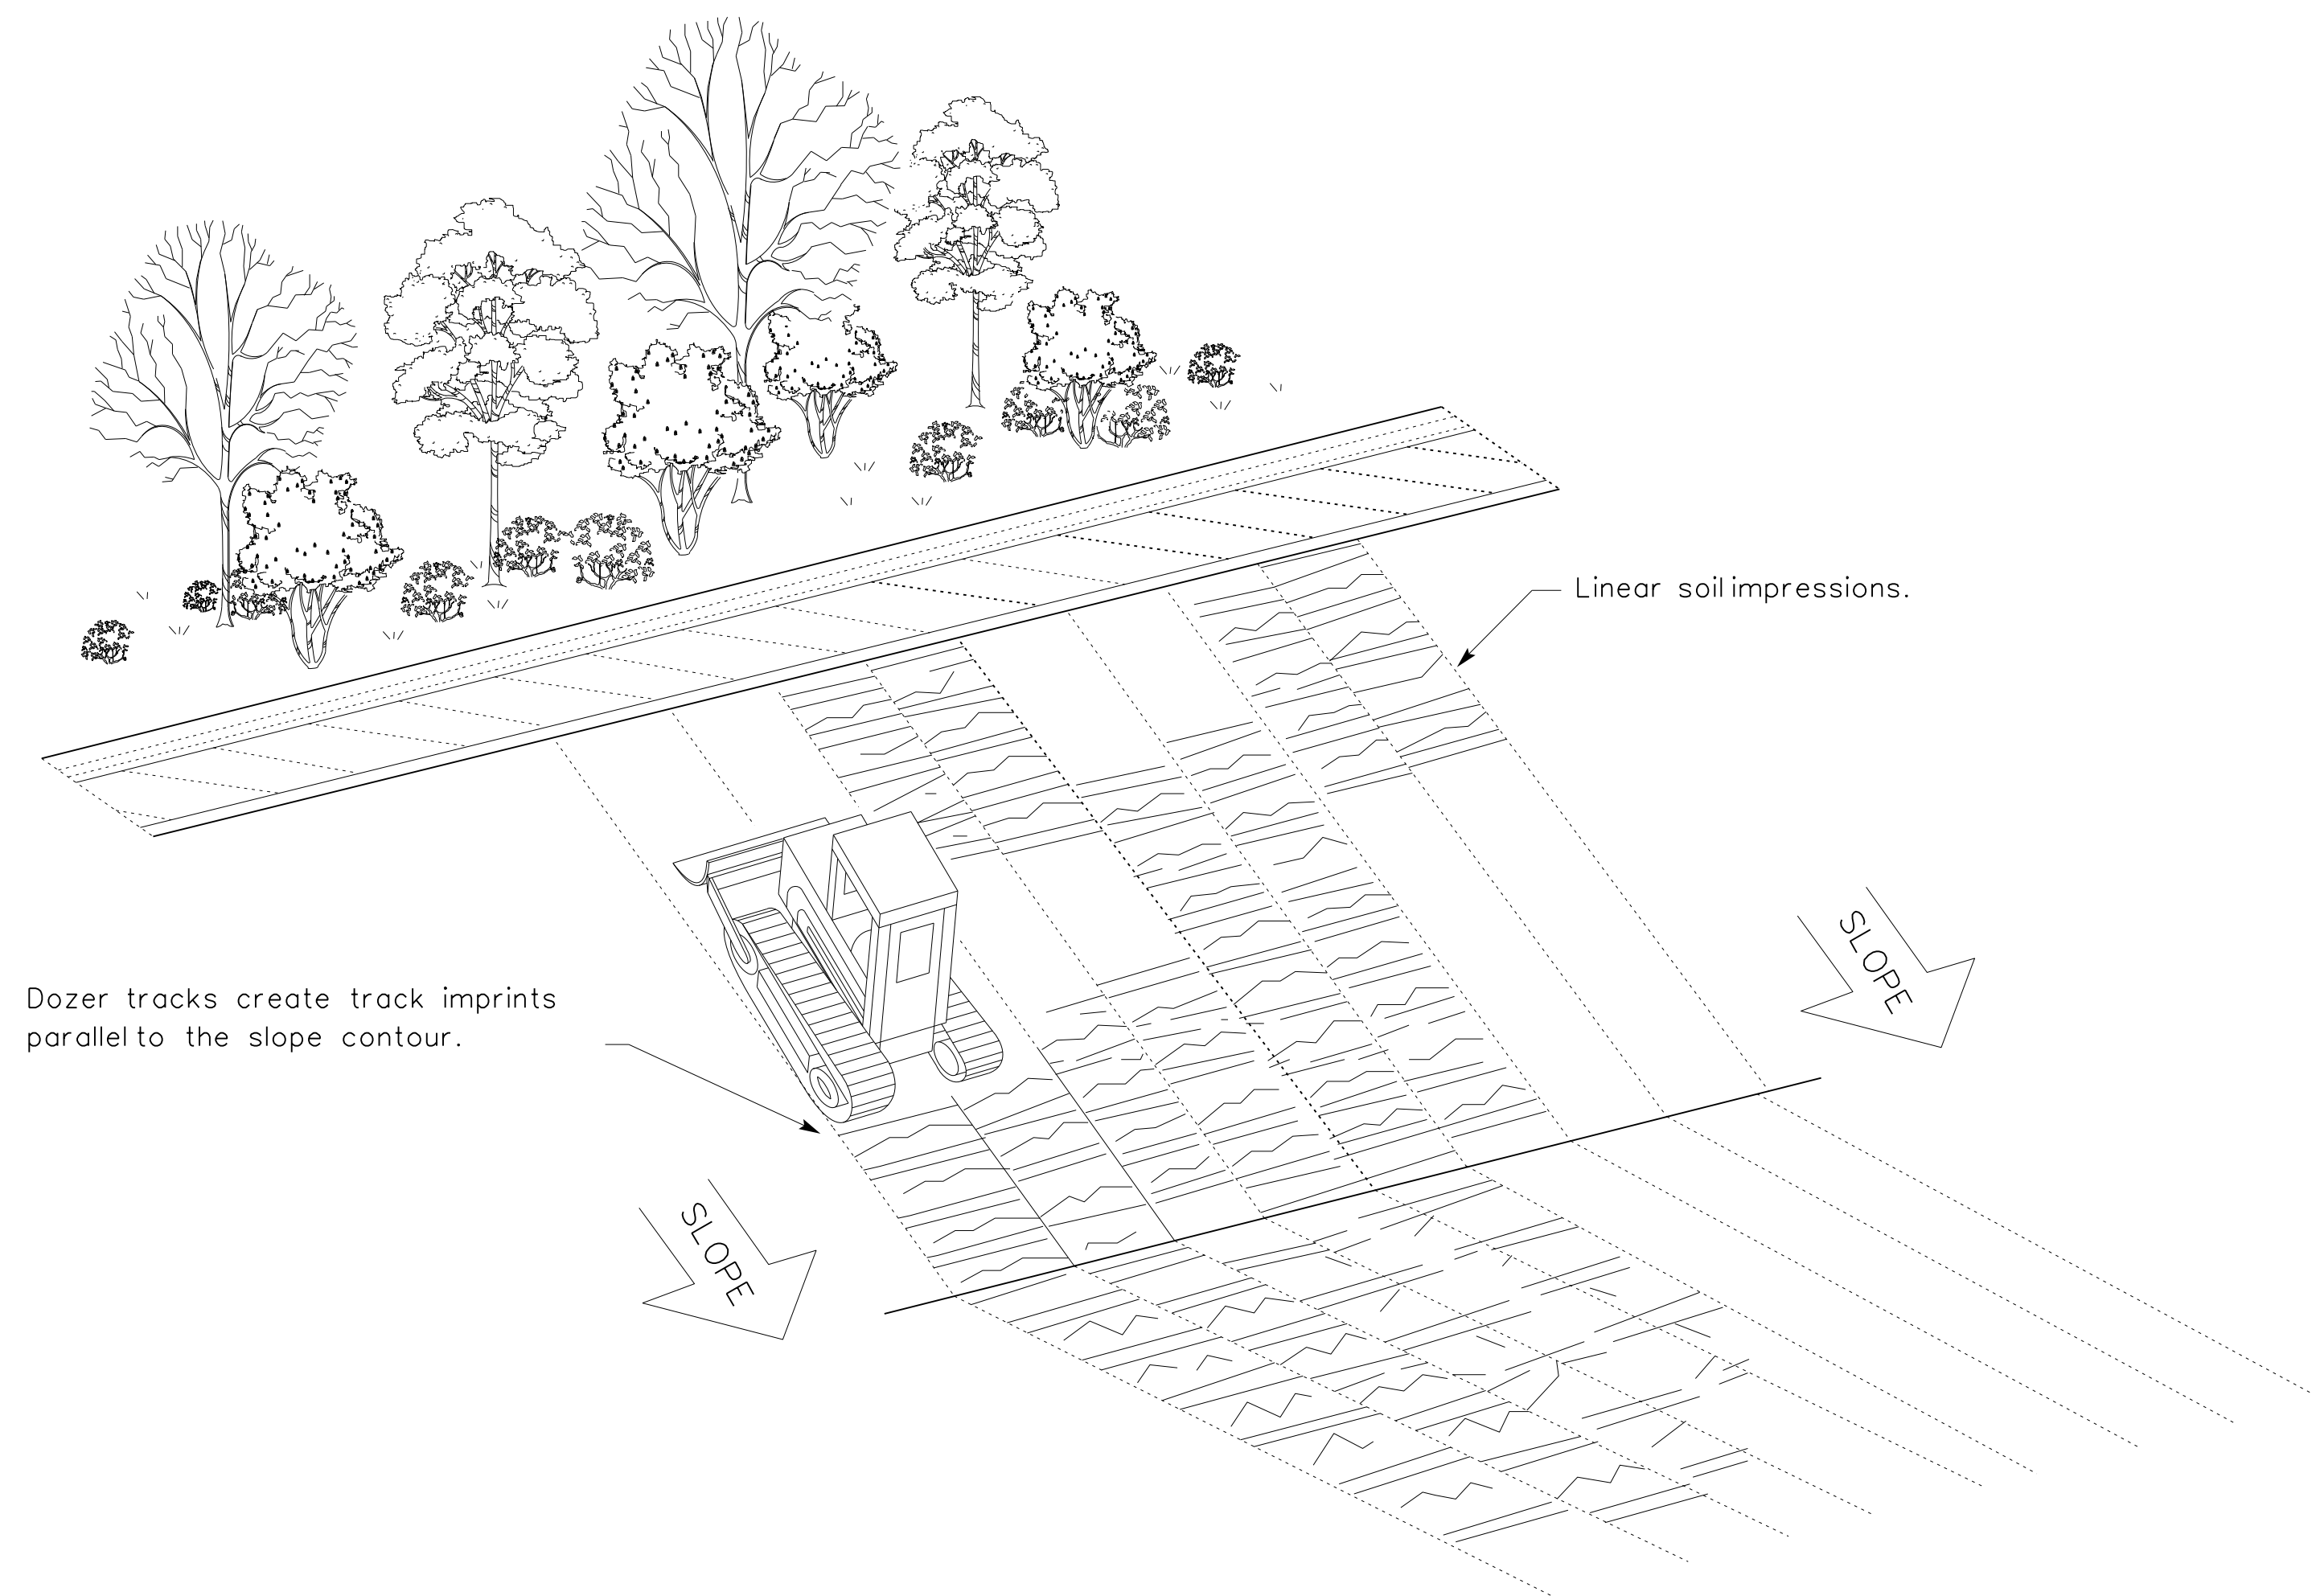 Linear soil impressions.
SLOPE
Dozer tracks create track imprints
parallel to the slope contour.
SLOPE